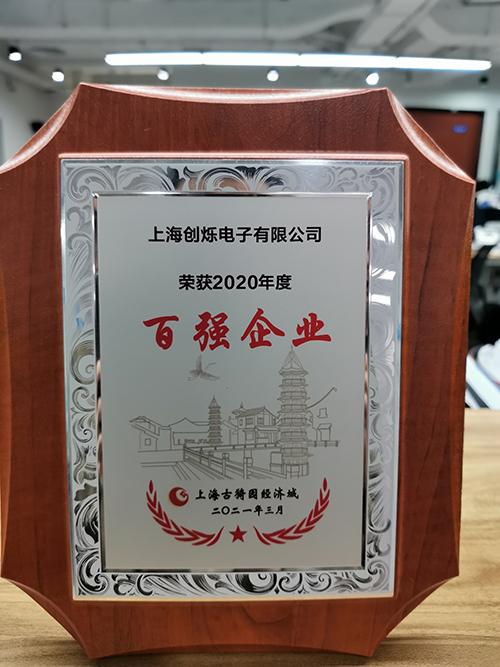 上海创烁电子有限公司
荣获2020年度
百强企业
上海古猗园经济城
二〇二一年三月